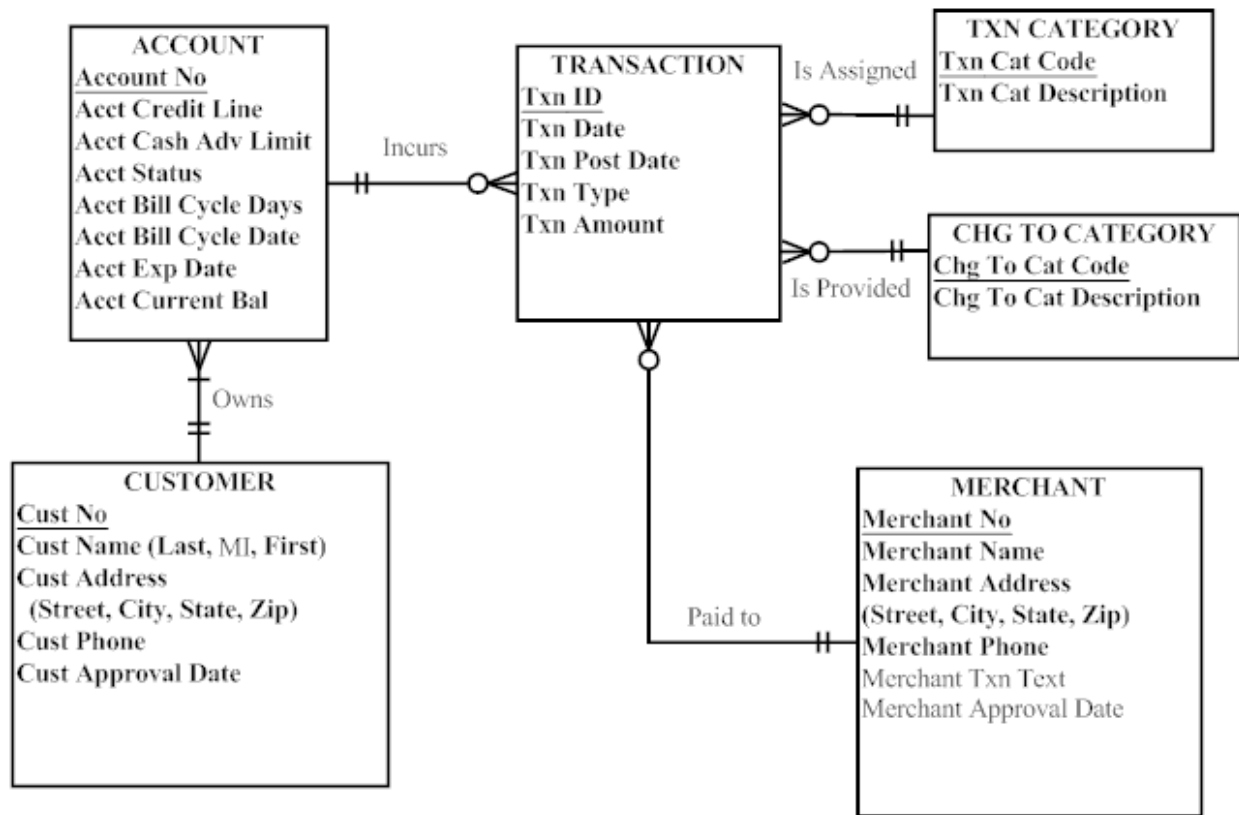 ACCOUNT
Account No
Acct Credit Line
Acct Cash Adv Limit
Acct Status
Acct Bill Cycle Days
Acct Bill Cycle Date
Acct Exp Date
Acct Current Bal
Incurs
TRANSACTION
Txn ID
Txn Date
Txn Post Date
Txn Type
Txn Amount
Is Assigned
TXN CATEGORY
Txn Cat Code
Txn Cat Description
Is Provided
CHG TO CATEGORY
Chg To Cat Code
Chg To Cat Description
Owns
CUSTOMER
Cust No
Cust Name (Last, MI, First)
Cust Address
(Street, City, State, Zip)
Cust Phone
Cust Approval Date
Paid to
MERCHANT
Merchant No
Merchant Name
Merchant Address
(Street, City, State, Zip)
Merchant Phone
Merchant Txn Text
Merchant Approval Date